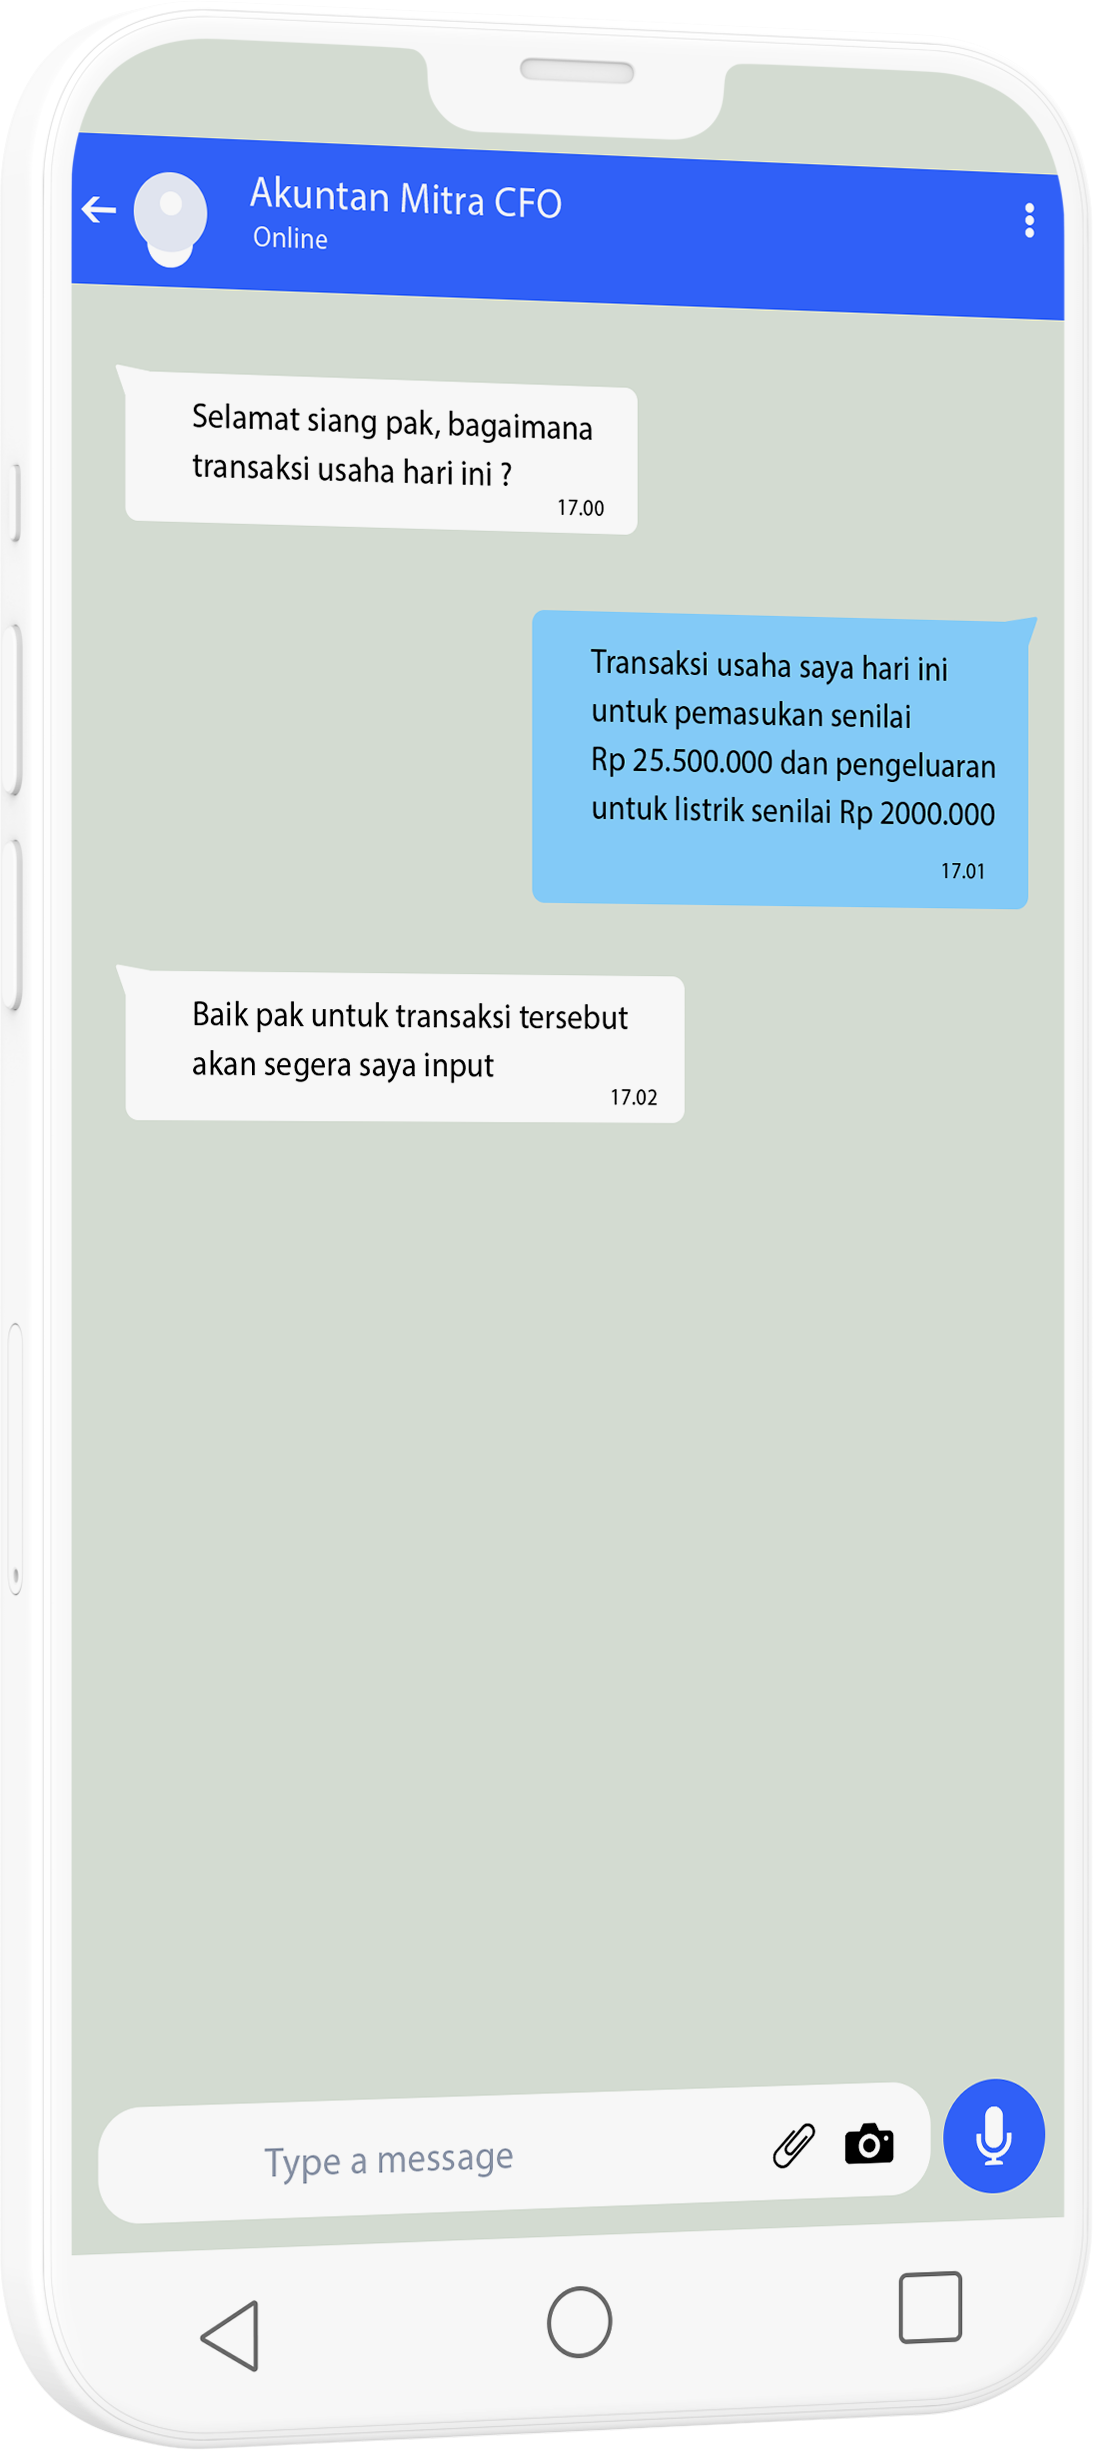 Akuntan Mitra CFO
Online
Selamat siang pak, bagaimana
transaksi usaha hari ini ?
17.00
Transaksi usaha saya hari ini
untuk pemasukan senilai
Rp 25.500.000 dan pengeluaran
untuk listrik senilai Rp 2000.000
17.01
Baik pak untuk transaksi tersebut
akan segera saya input
17.02
Type a message